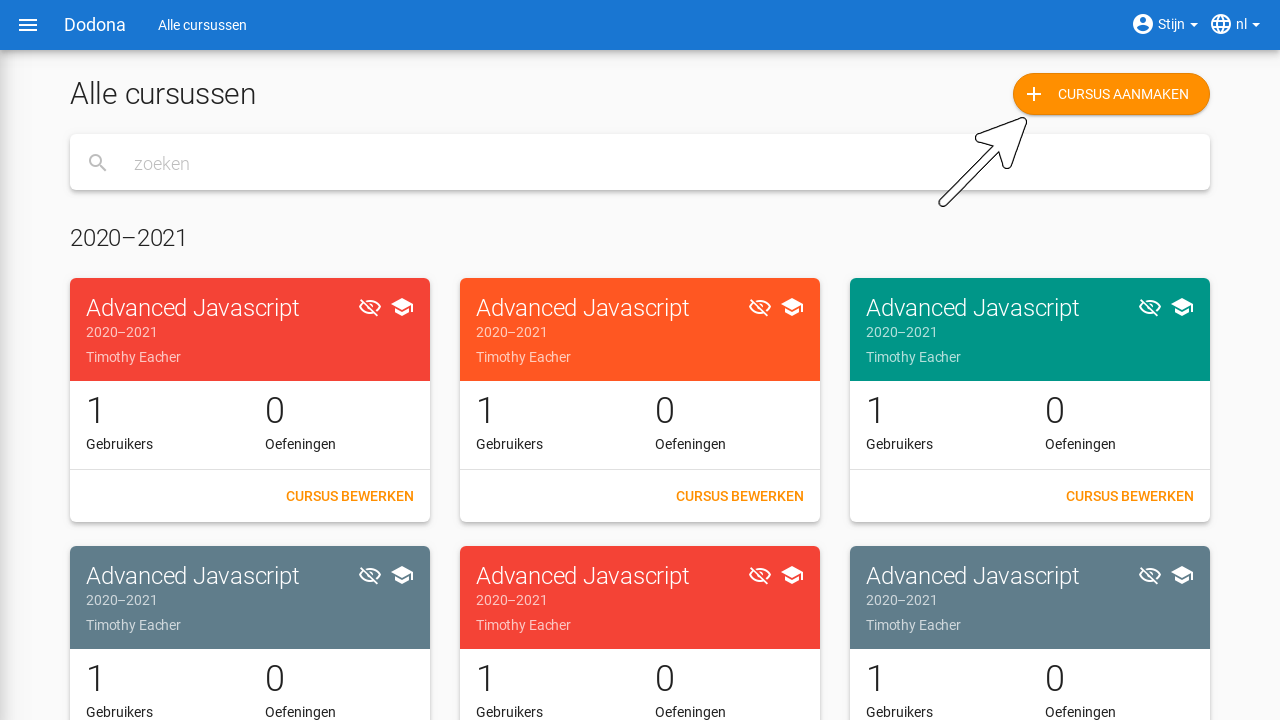 Dodona Alle cursussen Stijn nl
Alle cursussen
CURSUS AANMAKEN
zoeken
2020–2021
Advanced Javascript
2020–2021
Timothy Eacher
1 0
Gebruikers Oefeningen
CURSUS BEWERKEN
Advanced Javascript
2020–2021
Timothy Eacher
1 0
Gebruikers Oefeningen
CURSUS BEWERKEN
Advanced Javascript
2020–2021
Timothy Eacher
1 0
Gebruikers Oefeningen
CURSUS BEWERKEN
Advanced Javascript
2020–2021
Timothy Eacher
1 0
Gebruikers Oefeningen
Advanced Javascript
2020–2021
Timothy Eacher
1 0
Gebruikers Oefeningen
Advanced Javascript
2020–2021
Timothy Eacher
1 0
Gebruikers Oefeningen